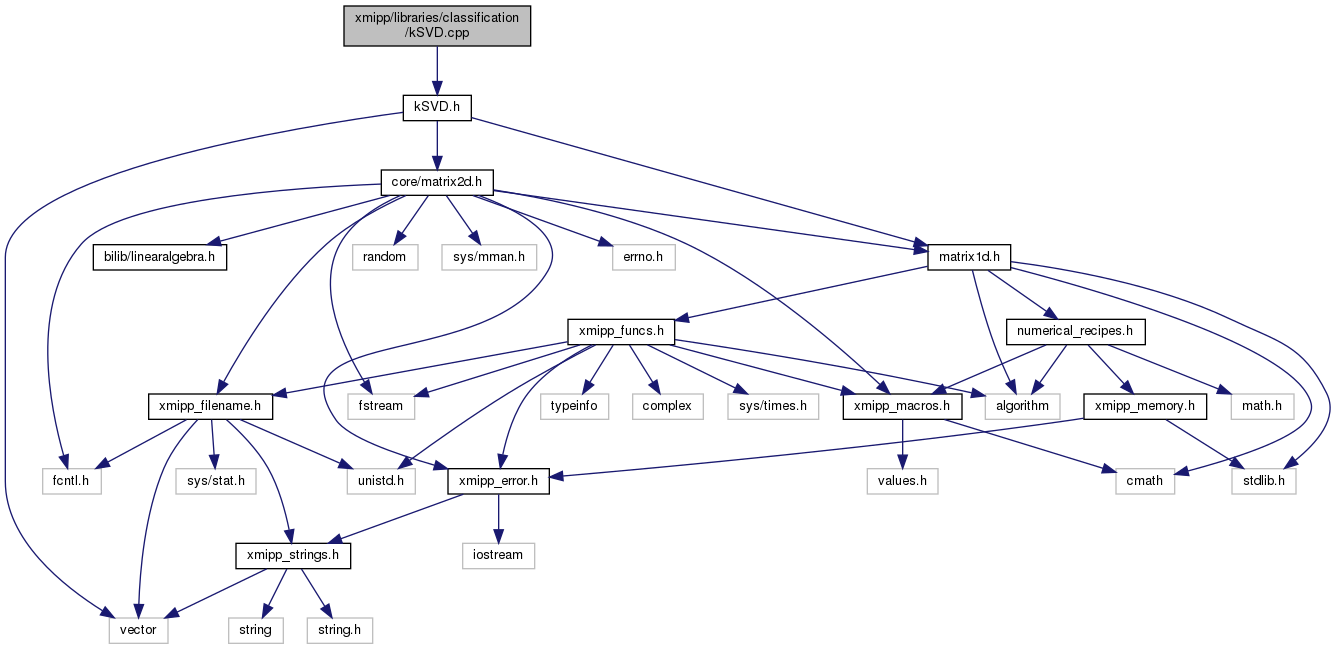 xmipp/libraries/classification
/kSVD.cpp
kSVD.h
core/matrix2d.h
bilib/linearalgebra.h
random
sys/mman.h
errno.h
matrix1d.h
xmipp_funcs.h
numerical_recipes.h
xmipp_filename.h
fstream
typeinfo
complex
sys/times.h
xmipp_macros.h
algorithm
xmipp_memory.h
math.h
fcntl.h
sys/stat.h
unistd.h
xmipp_error.h
values.h
cmath
stdlib.h
xmipp_strings.h
iostream
vector
string
string.h